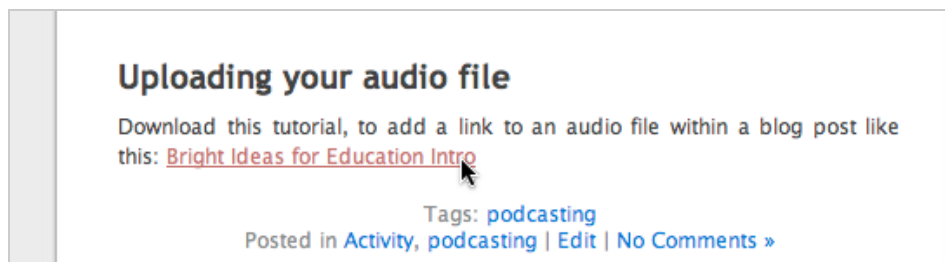 Uploading your audio file
Download this tutorial, to add a link to an audio file within a blog post like
this: Bright Ideas for Education Intro
Tags: podcasting
Posted in Activity, podcasting | Edit | No Comments »